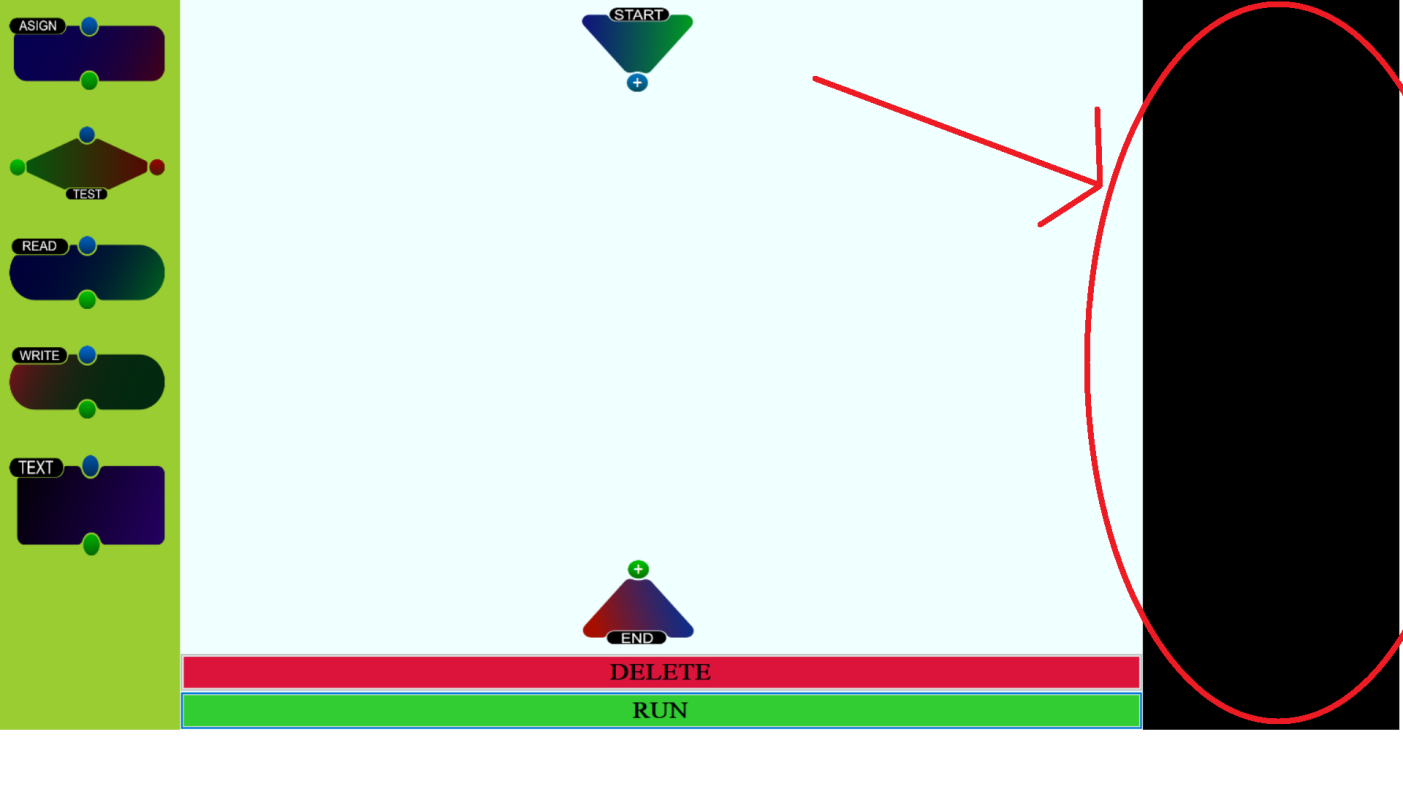 ASIGN
TEST
READ
WRITE
TEXT
START
+
+
END
DELETE
RUN